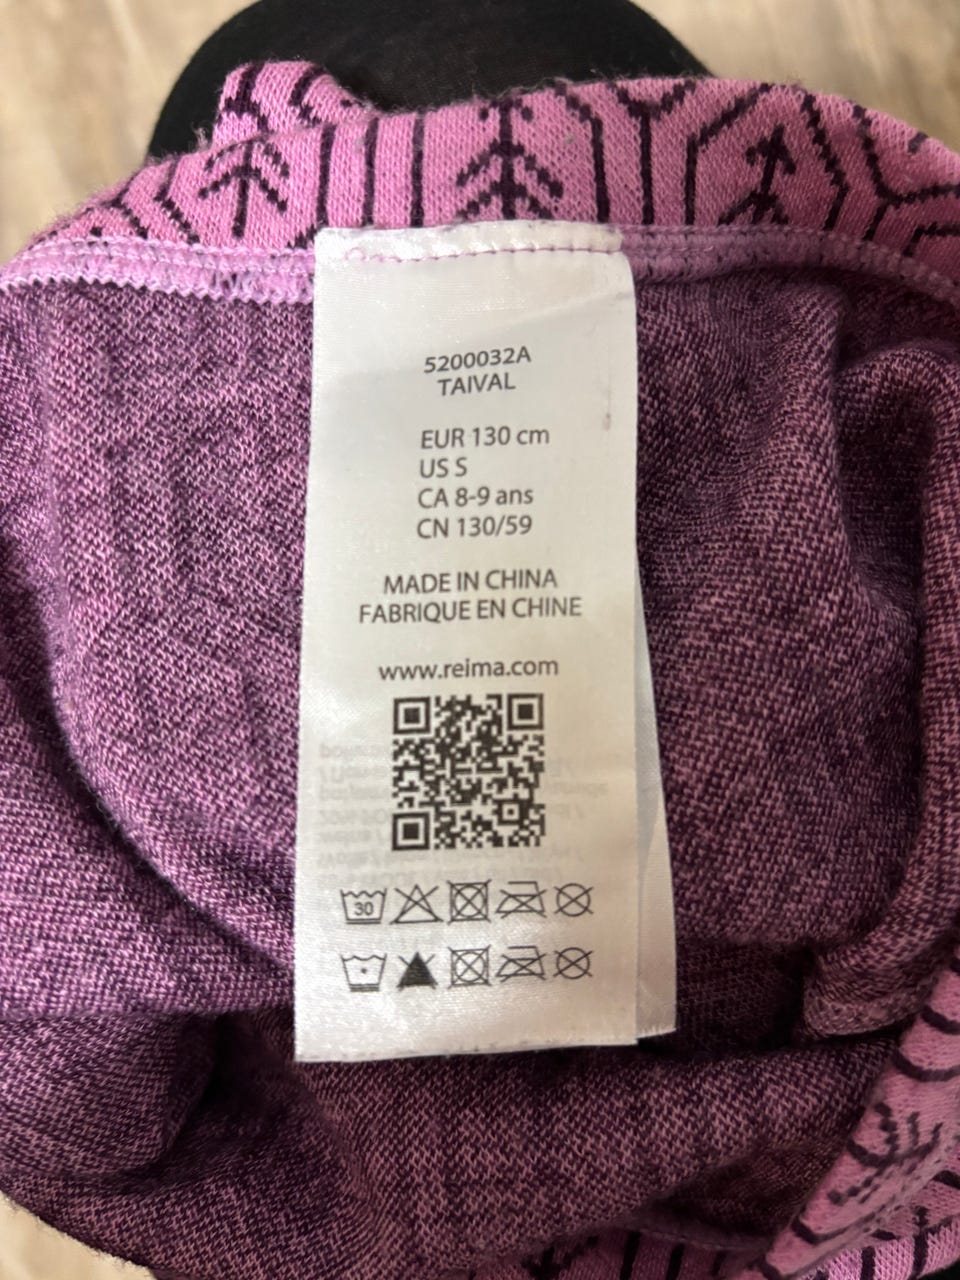 5200032A
TAIVAL
EUR 130 cm
US S
CA 8-9 ans
CN 130/59
MADE IN CHINA
FABRIQUE EN CHINE
www.reima.com
30